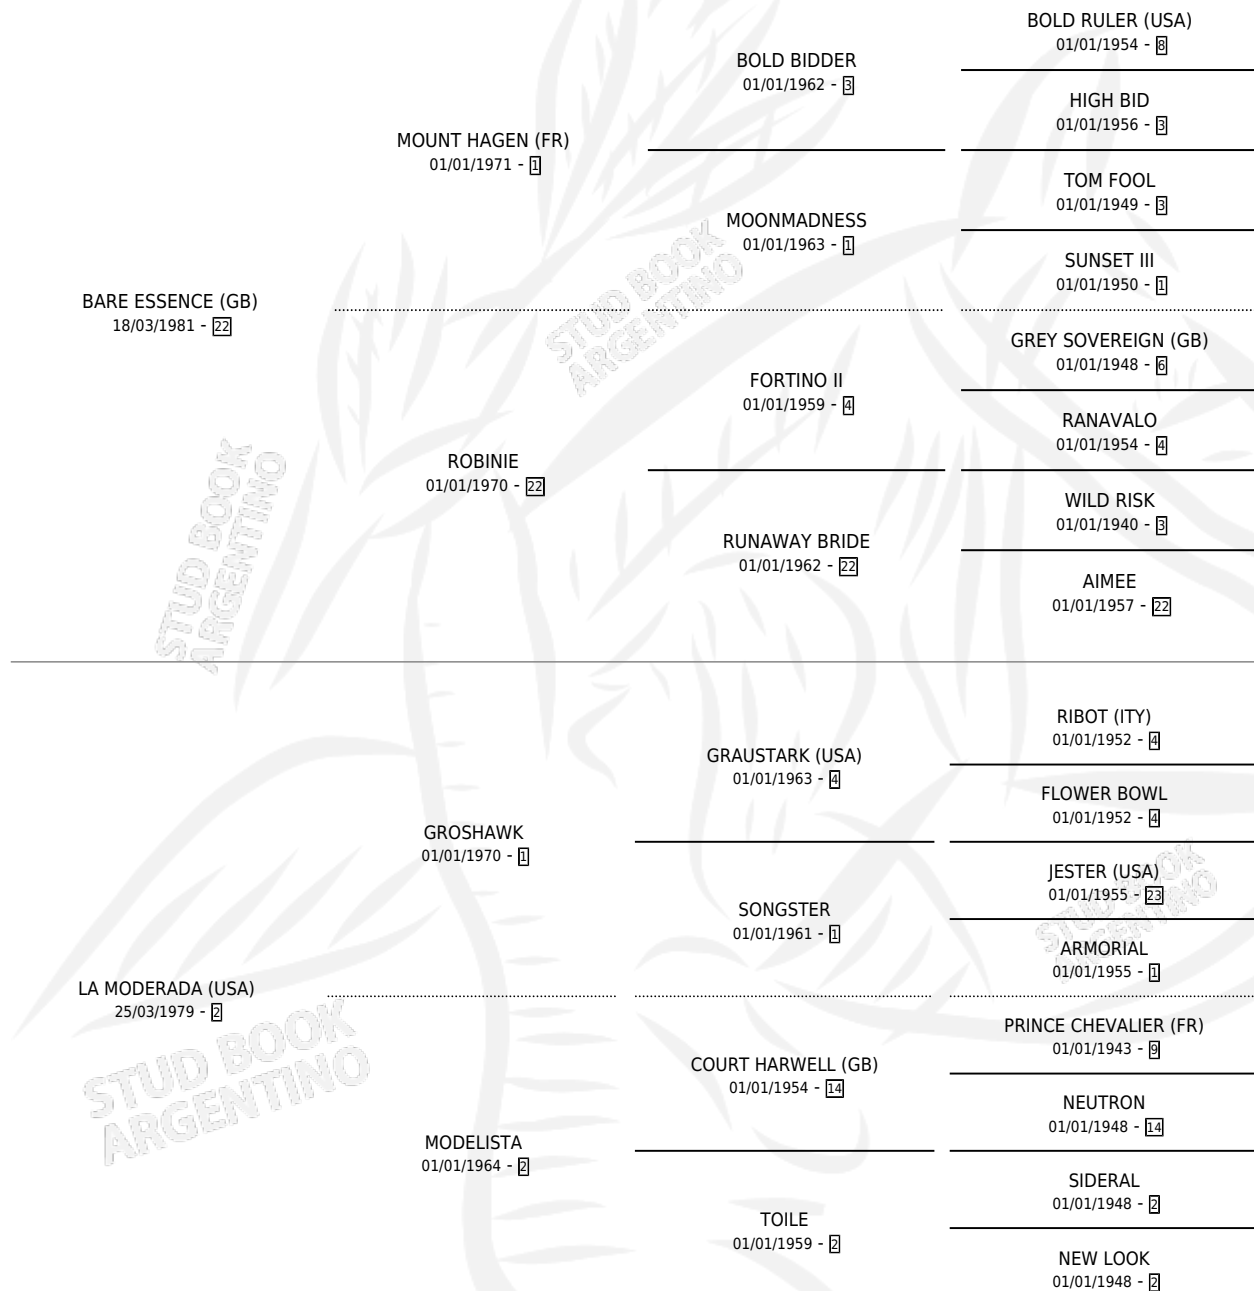 BOLD RULER (USA)
01/01/1954 - 8
BOLD BIDDER
01/01/1962 - 3
HIGH BID
01/01/1956 - 3
MOUNT HAGEN (FR)
01/01/1971 - 1
TOM FOOL
01/01/1949 - 3
MOONMADNESS
01/01/1963 - 1
SUNSET III
01/01/1950 - 1
BARE ESSENCE (GB)
18/03/1981 - 22
STUD BOOK
ARGENTINO
GREY SOVEREIGN (GB)
01/01/1948 - 6
FORTINO II
01/01/1959 - 4
RANAVALO
01/01/1954 - 4
ROBINIE
01/01/1970 - 22
WILD RISK
01/01/1940 - 3
RUNAWAY BRIDE
01/01/1962 - 22
AIMEE
01/01/1957 - 22
STUD BOOK
ARGENTINO
RIBOT (ITY)
01/01/1952 - 4
GRAUSTARK (USA)
01/01/1963 - 4
FLOWER BOWL
01/01/1952 - 4
GROSHAWK
01/01/1970 - 1
JESTER (USA)
01/01/1955 - 23
SONGSTER
01/01/1961 - 1
STUD BOOK
ARGENTINO
ARMORIAL
01/01/1955 - 1
LA MODERADA (USA)
25/03/1979 - 2
STUD BOOK
ARGENTINO
PRINCE CHEVALIER (FR)
01/01/1943 - 9
COURT HARWELL (GB)
01/01/1954 - 14
NEUTRON
01/01/1948 - 14
MODELISTA
01/01/1964 - 2
SIDERAL
01/01/1948 - 2
TOILE
01/01/1959 - 2
NEW LOOK
01/01/1948 - 2